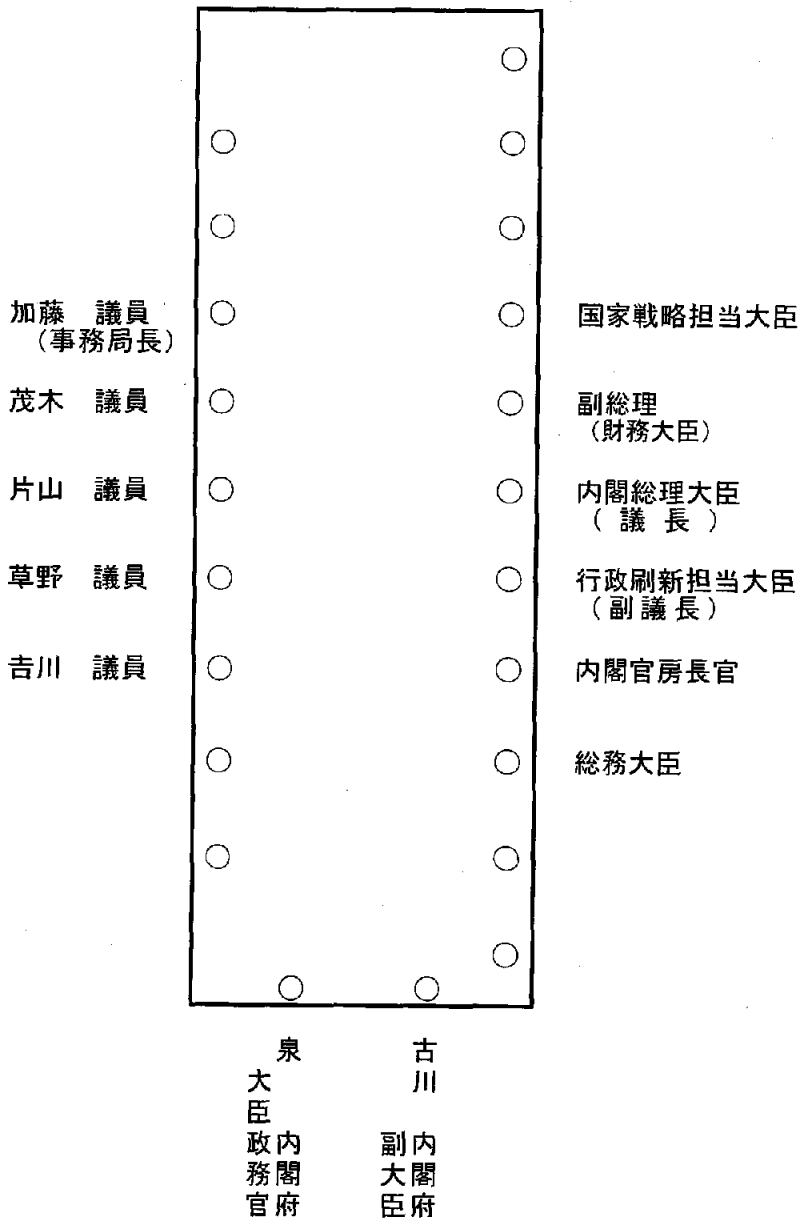 加藤　議員
（事務局長）
茂木　議員
片山　議員
草野　議員
吉川　議員
国家戦略担当大臣
副総理
（財務大臣）
内閣総理大臣
（ 議 長 ）
行政刷新担当大臣
（副議長）
内閣官房長官
総務大臣
泉　内閣府
大臣政務官
古川　内閣府
副大臣